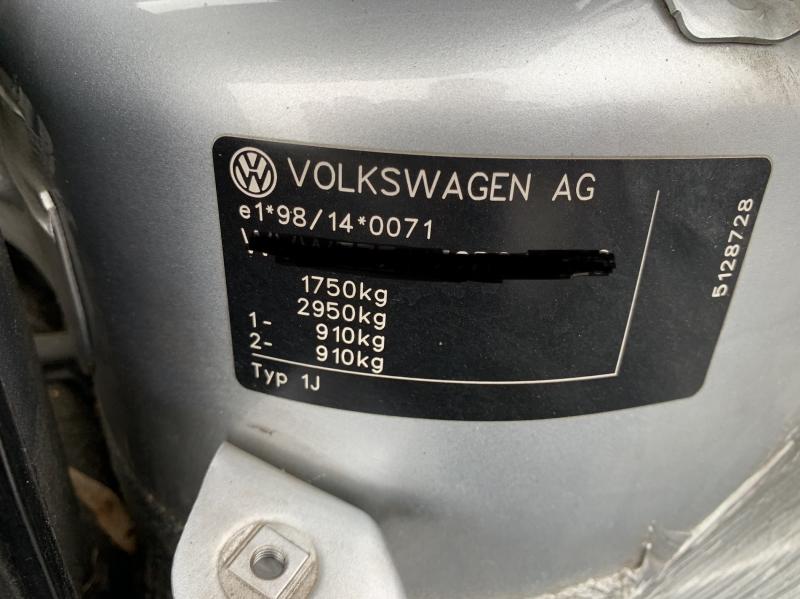 VOLKSWAGEN AG
e1*98/14*0071
1750kg
2950kg
1- 910kg
2- 910kg
Typ 1J
5128728